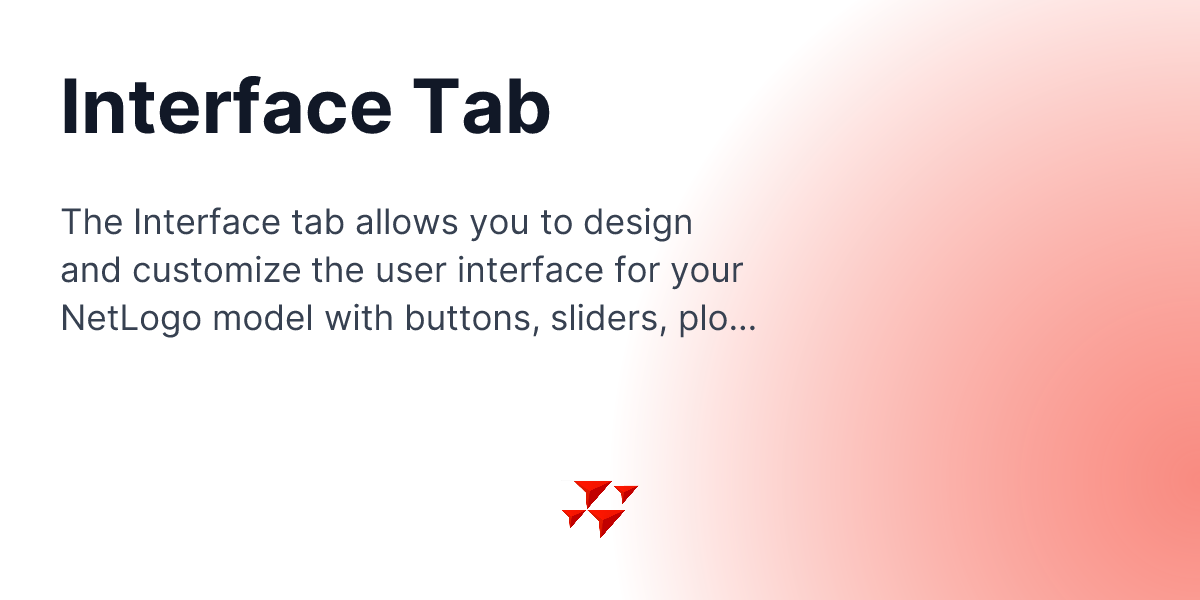 Interface Tab
The Interface tab allows you to design
and customize the user interface for your
NetLogo model with buttons, sliders, plo...